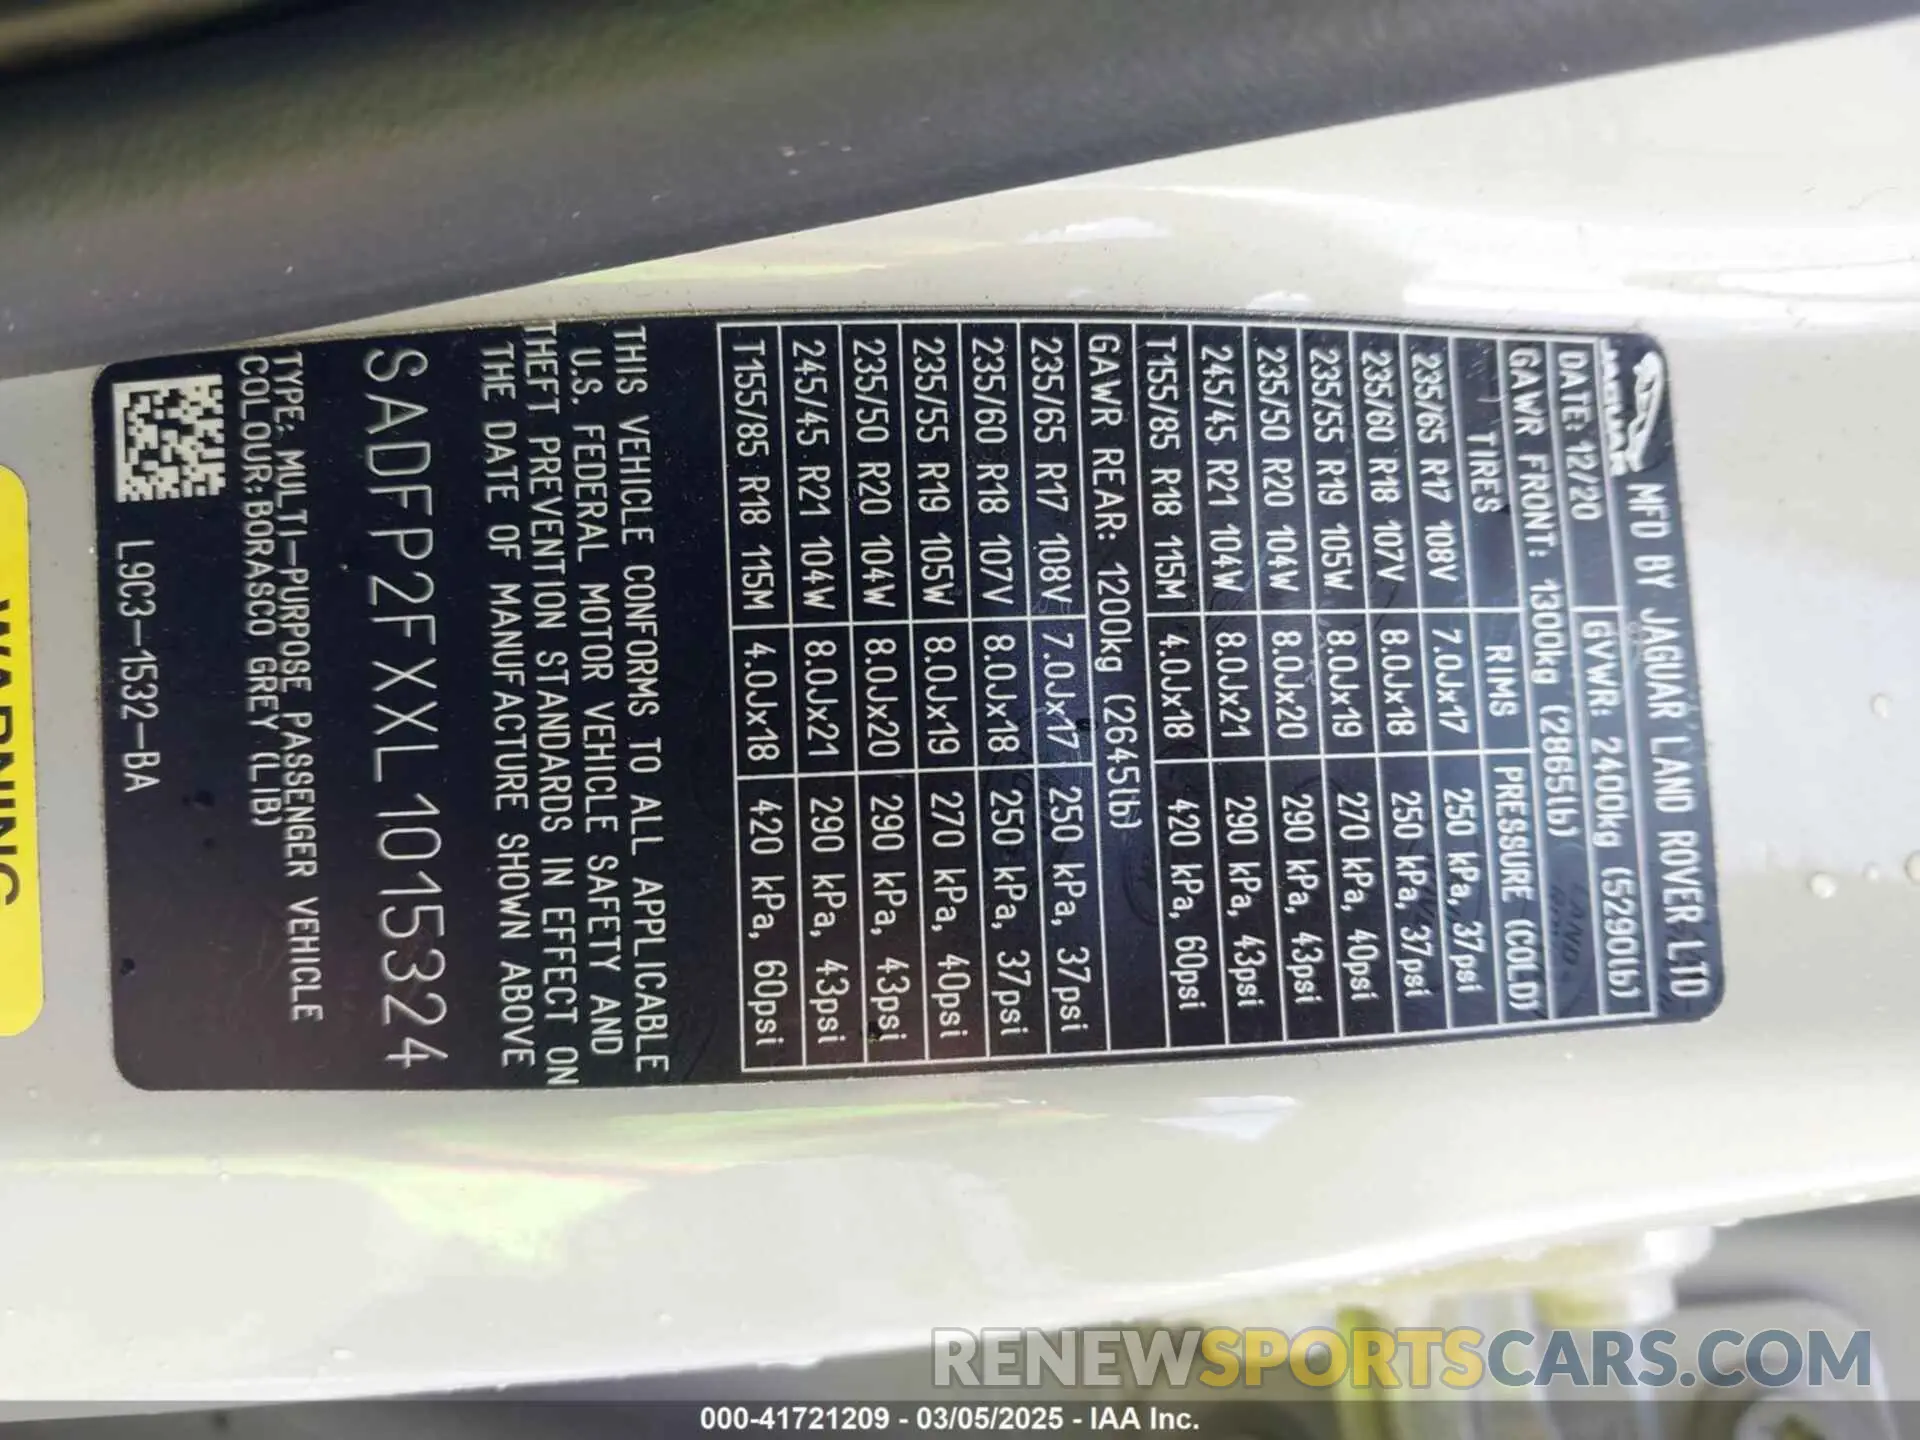 JAGUAR MFD BY JAGUAR LAND ROVER LTD
DATE: 12/20 GVWR: 2400kg (5290lb)
GAWR FRONT: 1300kg (2865lb)
TIRES RIMS PRESSURE (COLD)
235/65 R17 108V 7.0Jx17 250 kPa, 37psi
235/60 R18 107V 8.0Jx18 250 kPa, 37psi
235/55 R19 105W 8.0Jx19 270 kPa, 40psi
235/50 R20 104W 8.0Jx20 290 kPa, 43psi
245/45 R21 104W 8.0Jx21 290 kPa, 43psi
T155/85 R18 115M 4.0Jx18 420 kPa, 60psi
GAWR REAR: 1200kg (2645lb)
235/65 R17 108V 7.0Jx17 250 kPa, 37psi
235/60 R18 107V 8.0Jx18 250 kPa, 37psi
235/55 R19 105W 8.0Jx19 270 kPa, 40psi
235/50 R20 104W 8.0Jx20 290 kPa, 43psi
245/45 R21 104W 8.0Jx21 290 kPa, 43psi
T155/85 R18 115M 4.0Jx18 420 kPa, 60psi
THIS VEHICLE CONFORMS TO ALL APPLICABLE
U.S. FEDERAL MOTOR VEHICLE SAFETY AND
THEFT PREVENTION STANDARDS IN EFFECT ON
THE DATE OF MANUFACTURE SHOWN ABOVE
SADFP2FXXL1015324
TYPE: MULTI-PURPOSE PASSENGER VEHICLE
COLOUR:BORASCO GREY (LIB)
L9C3-1532-BA
WARNING
RENEWSPORTSCARS.COM
000-41721209 - 03/05/2025 - IAA Inc.